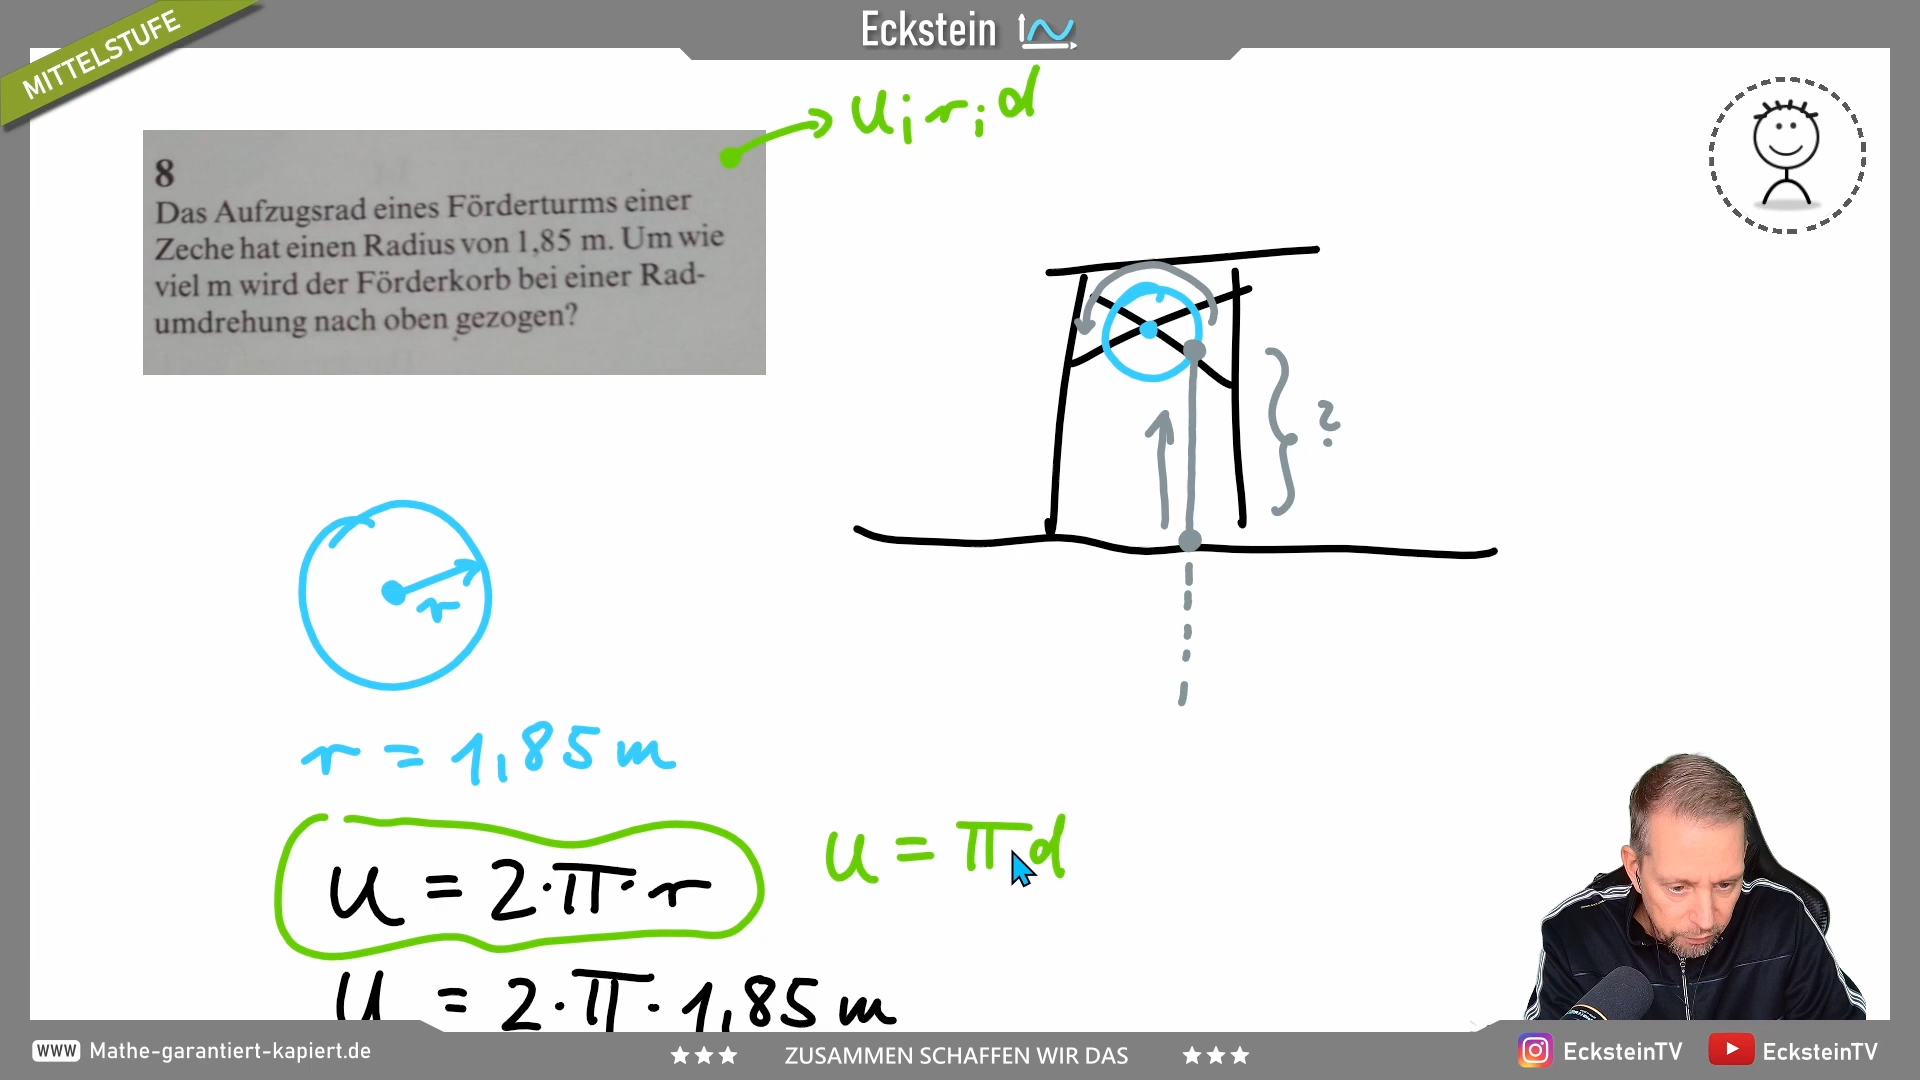 MITTELSTUFE
Eckstein
u; r; d
8
Das Aufzugsrad eines Förderturms einer
Zeche hat einen Radius von 1,85 m. Um wie
viel m wird der Förderkorb bei einer Rad-
umdrehung nach oben gezogen?
?
r
r = 1,85 m
u = 2·π·r
u = πd
u = 2·π·1,85 m
WWW Mathe-garantiert-kapiert.de
ZUSAMMEN SCHAFFEN WIR DAS
EcksteinTV
EcksteinTV